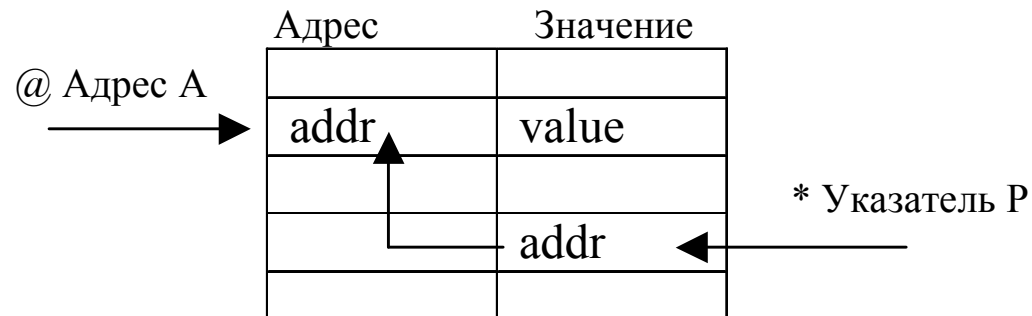 Адрес Значение
@ Адрес А
addr value
* Указатель Р
addr